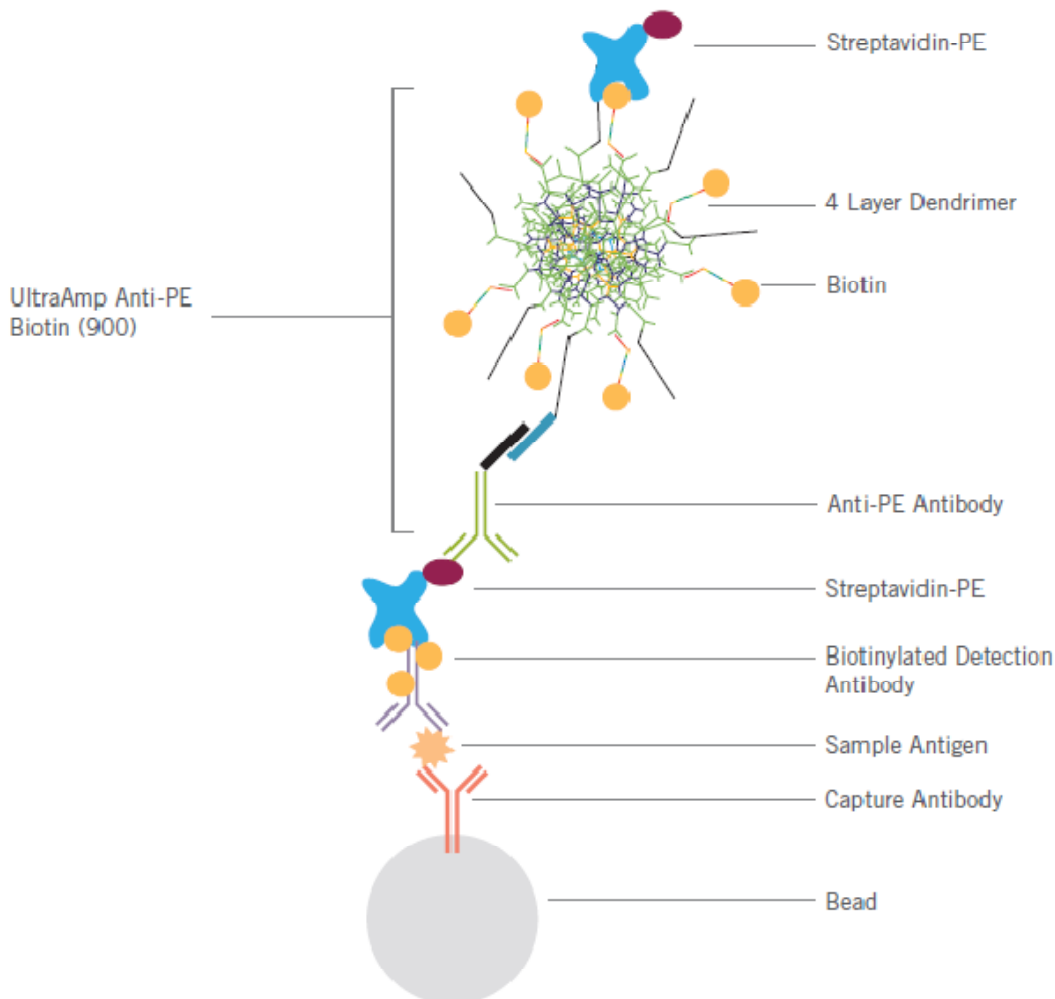 Streptavidin-PE
4 Layer Dendrimer
Biotin
UltraAmp Anti-PE
Biotin (900)
Anti-PE Antibody
Streptavidin-PE
Biotinylated Detection
Antibody
Sample Antigen
Capture Antibody
Bead